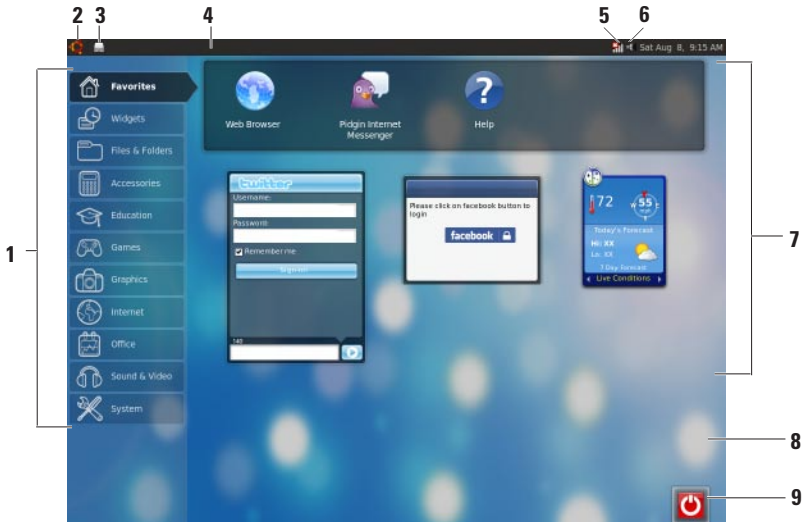 2 3 4 5 6
Sat Aug 8, 9:15 AM
1
Favorites
Widgets
Files & Folders
Accessories
Education
Games
Graphics
Internet
Office
Sound & Video
System
Web Browser
Pidgin Internet
Messenger
Help
twitter
Username:
Password:
Remember me
140
Please click on facebook button to
login
facebook
72
55
W E
Today's Forecast
Hi: XX
Lo: XX
7 Day Forecast
Live Conditions
7
8
9